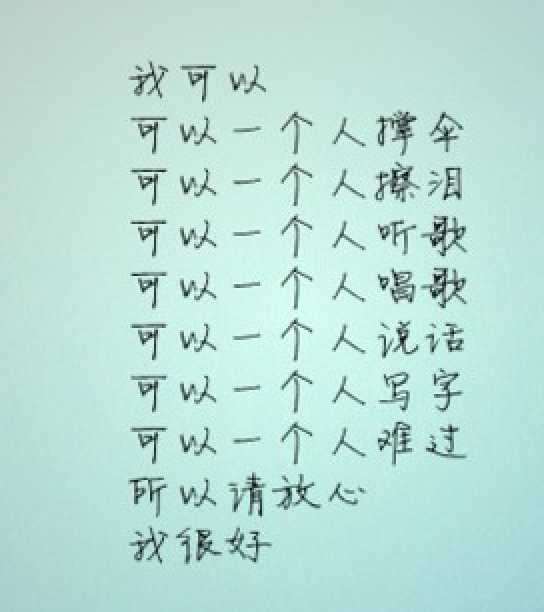 我可以
可以一个人撑伞
可以一个人擦泪
可以一个人听歌
可以一个人唱歌
可以一个人说话
可以一个人写字
可以一个人难过
所以请放心
我很好